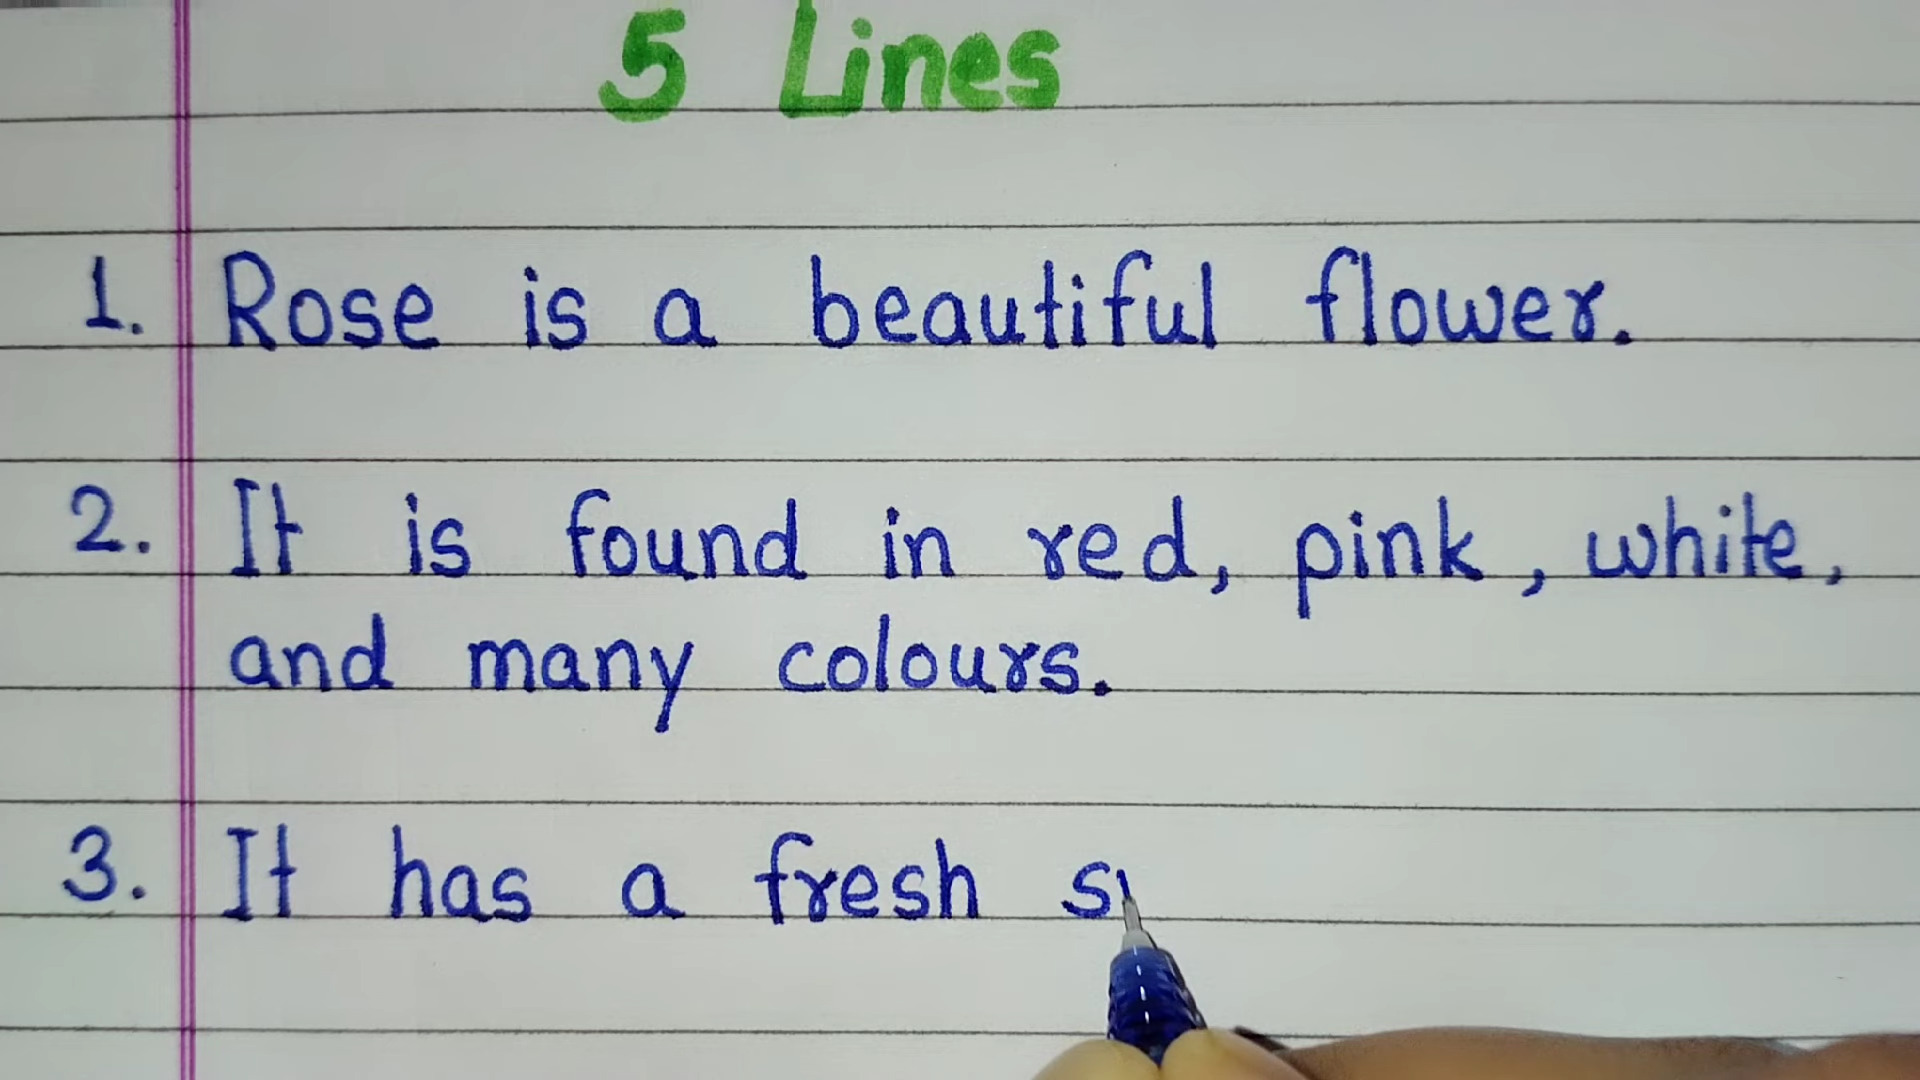 5 Lines
1. Rose is a beautiful flower.
2. It is found in red, pink, white,
and many colours.
3. It has a fresh s